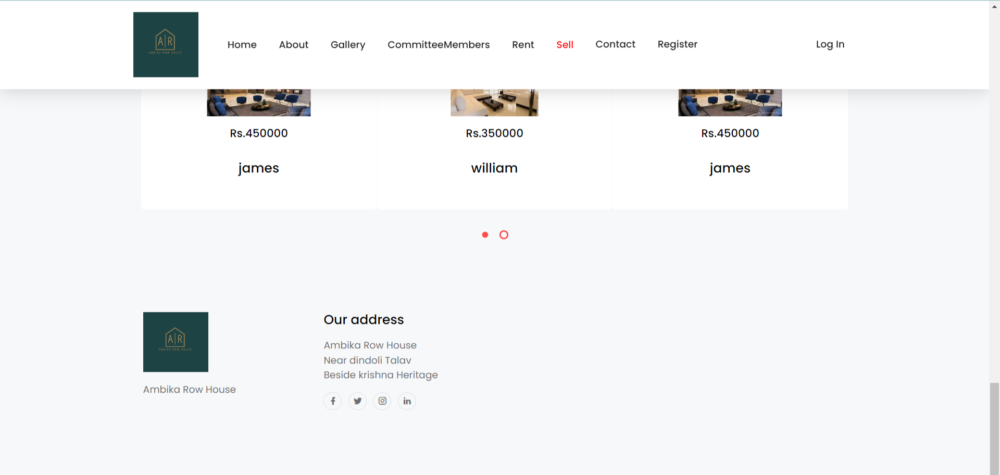 A|R
AMBIKA ROW HOUSE
Home About Gallery CommitteeMembers Rent Sell Contact Register Log In
Rs.450000 Rs.350000 Rs.450000
james william james
A|R
AMBIKA ROW HOUSE
Ambika Row House
Our address
Ambika Row House
Near dindoli Talav
Beside krishna Heritage